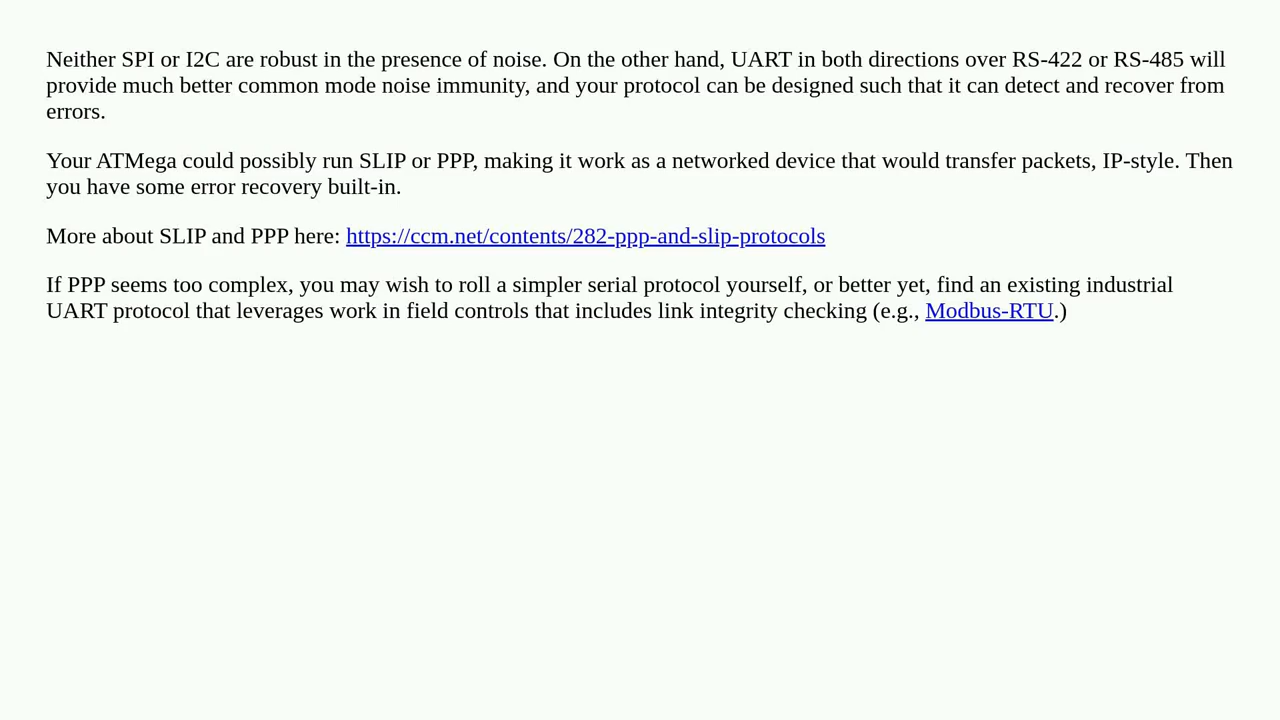 Neither SPI or I2C are robust in the presence of noise. On the other hand, UART in both directions over RS-422 or RS-485 will
provide much better common mode noise immunity, and your protocol can be designed such that it can detect and recover from
errors.
Your ATMega could possibly run SLIP or PPP, making it work as a networked device that would transfer packets, IP-style. Then
you have some error recovery built-in.
More about SLIP and PPP here: https://ccm.net/contents/282-ppp-and-slip-protocols
If PPP seems too complex, you may wish to roll a simpler serial protocol yourself, or better yet, find an existing industrial
UART protocol that leverages work in field controls that includes link integrity checking (e.g., Modbus-RTU.)